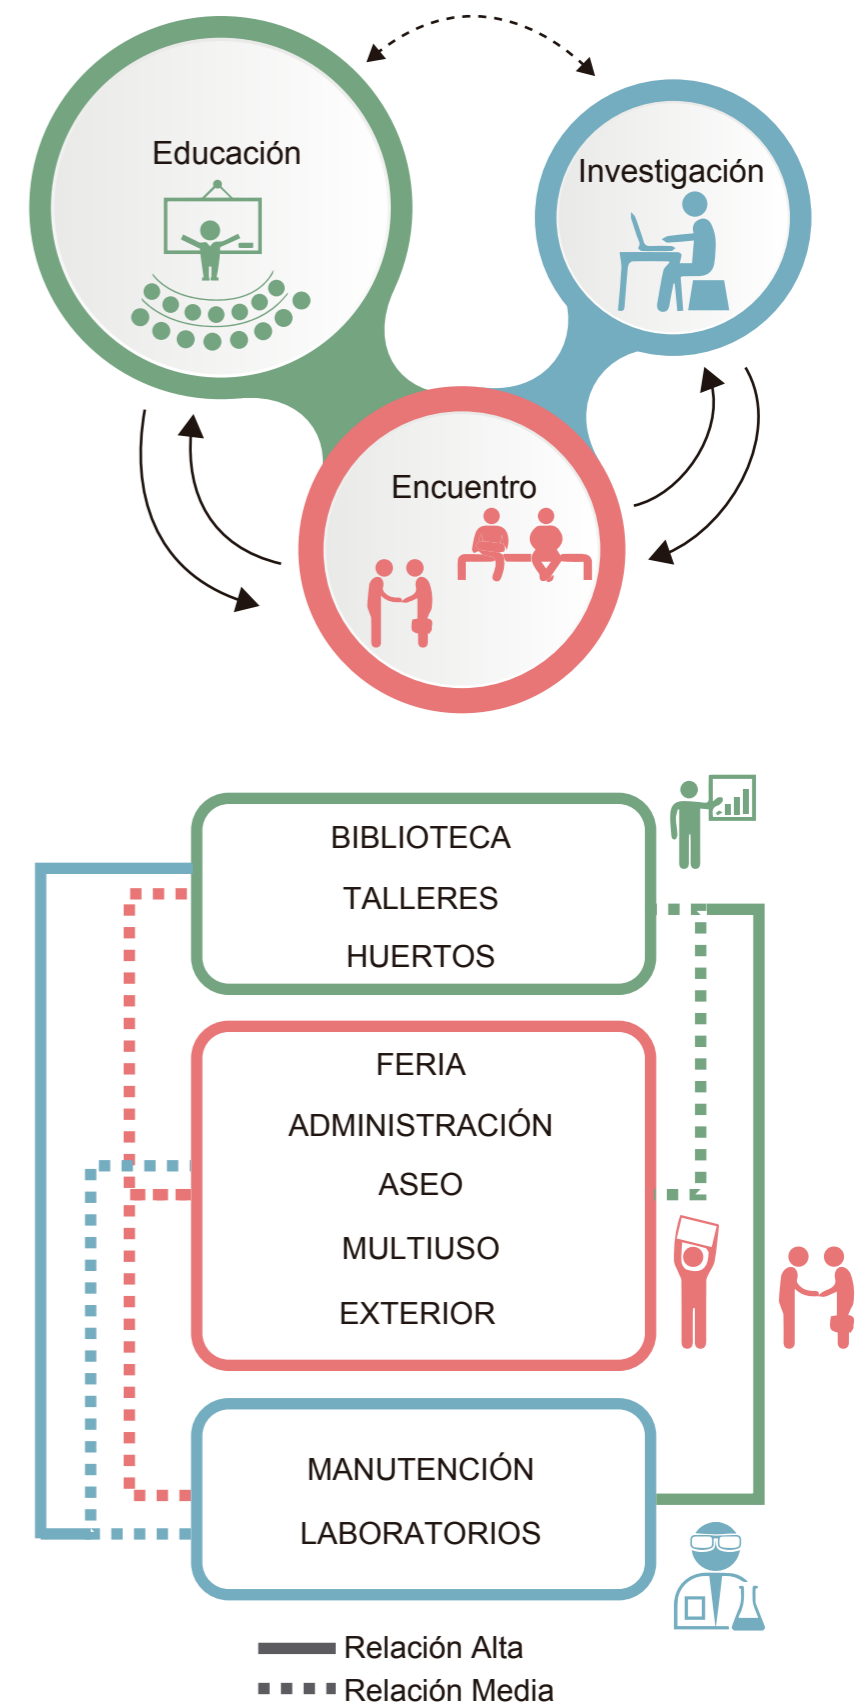 Educación
Investigación
Encuentro
BIBLIOTECA
TALLERES
HUERTOS
FERIA
ADMINISTRACIÓN
ASEO
MULTIUSO
EXTERIOR
MANUTENCIÓN
LABORATORIOS
Relación Alta
Relación Media